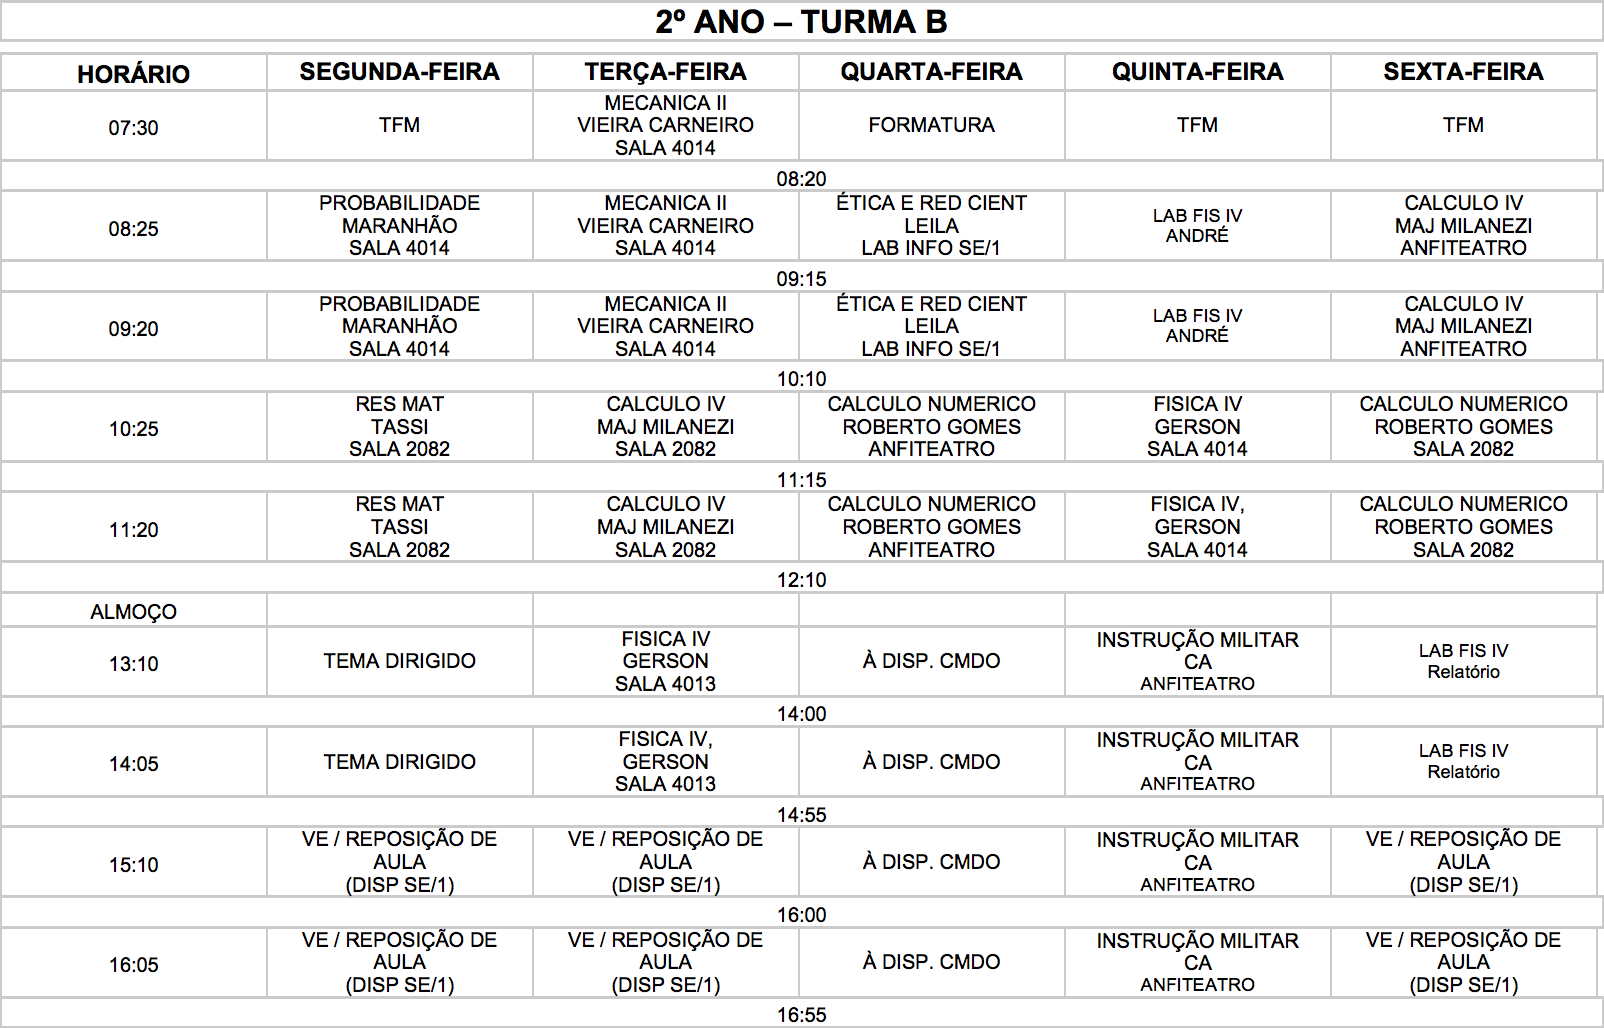 2º ANO – TURMA B
HORÁRIO SEGUNDA-FEIRA TERÇA-FEIRA QUARTA-FEIRA QUINTA-FEIRA SEXTA-FEIRA
07:30
TFM
MECANICA II
VIEIRA CARNEIRO
SALA 4014
FORMATURA
TFM
TFM
08:20
08:25
PROBABILIDADE
MARANHÃO
SALA 4014
MECANICA II
VIEIRA CARNEIRO
SALA 4014
ÉTICA E RED CIENT
LEILA
LAB INFO SE/1
LAB FIS IV
ANDRÉ
CALCULO IV
MAJ MILANEZI
ANFITEATRO
09:15
09:20
PROBABILIDADE
MARANHÃO
SALA 4014
MECANICA II
VIEIRA CARNEIRO
SALA 4014
ÉTICA E RED CIENT
LEILA
LAB INFO SE/1
LAB FIS IV
ANDRÉ
CALCULO IV
MAJ MILANEZI
ANFITEATRO
10:10
10:25
RES MAT
TASSI
SALA 2082
CALCULO IV
MAJ MILANEZI
SALA 2082
CALCULO NUMERICO
ROBERTO GOMES
ANFITEATRO
FISICA IV
GERSON
SALA 4014
CALCULO NUMERICO
ROBERTO GOMES
SALA 2082
11:15
11:20
RES MAT
TASSI
SALA 2082
CALCULO IV
MAJ MILANEZI
SALA 2082
CALCULO NUMERICO
ROBERTO GOMES
ANFITEATRO
FISICA IV,
GERSON
SALA 4014
CALCULO NUMERICO
ROBERTO GOMES
SALA 2082
12:10
ALMOÇO
13:10
TEMA DIRIGIDO
FISICA IV
GERSON
SALA 4013
À DISP. CMDO
INSTRUÇÃO MILITAR
CA
ANFITEATRO
LAB FIS IV
Relatório
14:00
14:05
TEMA DIRIGIDO
FISICA IV,
GERSON
SALA 4013
À DISP. CMDO
INSTRUÇÃO MILITAR
CA
ANFITEATRO
LAB FIS IV
Relatório
14:55
15:10
VE / REPOSIÇÃO DE
AULA
(DISP SE/1)
VE / REPOSIÇÃO DE
AULA
(DISP SE/1)
À DISP. CMDO
INSTRUÇÃO MILITAR
CA
ANFITEATRO
VE / REPOSIÇÃO DE
AULA
(DISP SE/1)
16:00
16:05
VE / REPOSIÇÃO DE
AULA
(DISP SE/1)
VE / REPOSIÇÃO DE
AULA
(DISP SE/1)
À DISP. CMDO
INSTRUÇÃO MILITAR
CA
ANFITEATRO
VE / REPOSIÇÃO DE
AULA
(DISP SE/1)
16:55